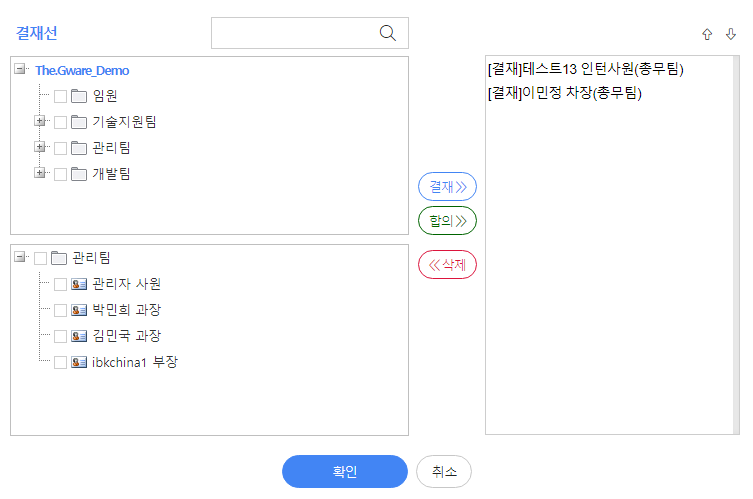 결재선
The.Gware_Demo
임원
기술지원팀
관리팀
개발팀
관리팀
관리자 사원
박민희 과장
김민국 과장
ibkchina1 부장
결재
합의
삭제
[결재]테스트13 인턴사원(총무팀)
[결재]이민정 차장(총무팀)
확인
취소